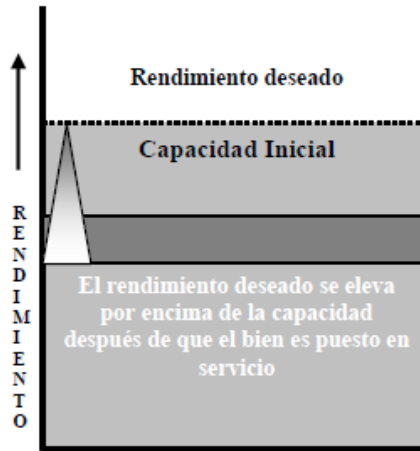 Rendimiento deseado
Capacidad Inicial
RENDIMIENTO
El rendimiento deseado se eleva
por encima de la capacidad
después de que el bien es puesto en
servicio